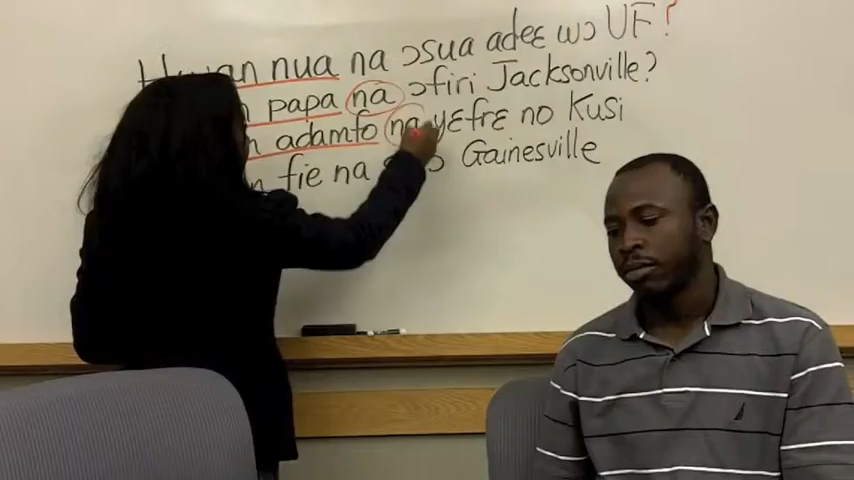 Hwan nua na ɔsua adeɛ wɔ UF?
papa na ɔfiri Jacksonville?
adamfo na yɛfrɛ no Kusi
fie na Gainesville,